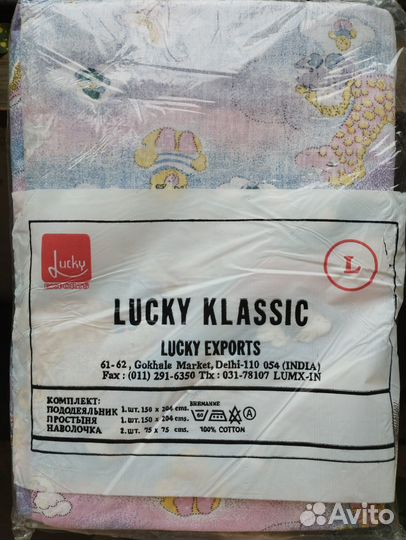 Lucky
L
LUCKY KLASSIC
LUCKY EXPORTS
61-62, Gokhale Market, Delhi-110 054 (INDIA)
Fax : (011) 291-6350 Tlx : 031-78107 LUMX-IN
КОМПЛЕКТ:
ПОДОДЕЯЛЬНИК 1. шт. 150 x 204 cms.
ПРОСТЫНЯ 1. шт. 150 x 204 cms.
НАВОЛОЧКА 2. шт. 75 x 75 cms.
ВНИМАНИЕ
60 A
100% COTTON
Avito